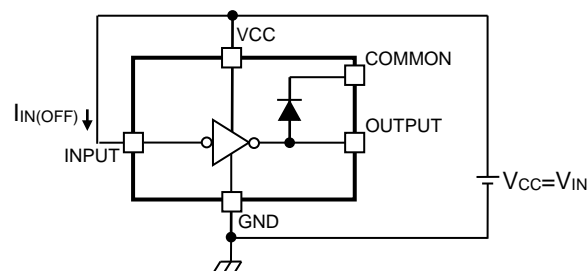 VCC
COMMON
IIN(OFF)
OUTPUT
INPUT
VCC=VIN
GND